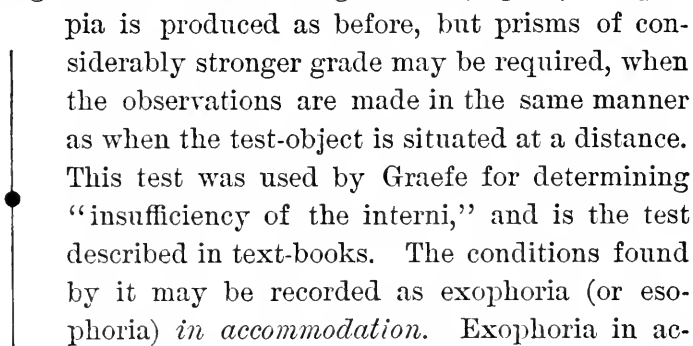 pia is produced as before, but prisms of con-
siderably stronger grade may be required, when
the observations are made in the same manner
as when the test-object is situated at a distance.
This test was used by Graefe for determining
“insufficiency of the interni,” and is the test
described in text-books. The conditions found
by it may be recorded as exophoria (or eso-
phoria) in accommodation. Exophoria in ac-